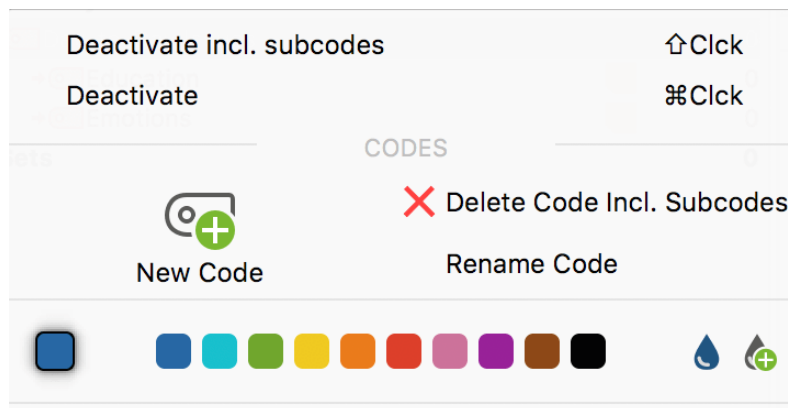 Deactivate incl. subcodes ⇧Clck
Deactivate ⌘Clck
CODES
Delete Code Incl. Subcodes
New Code
Rename Code